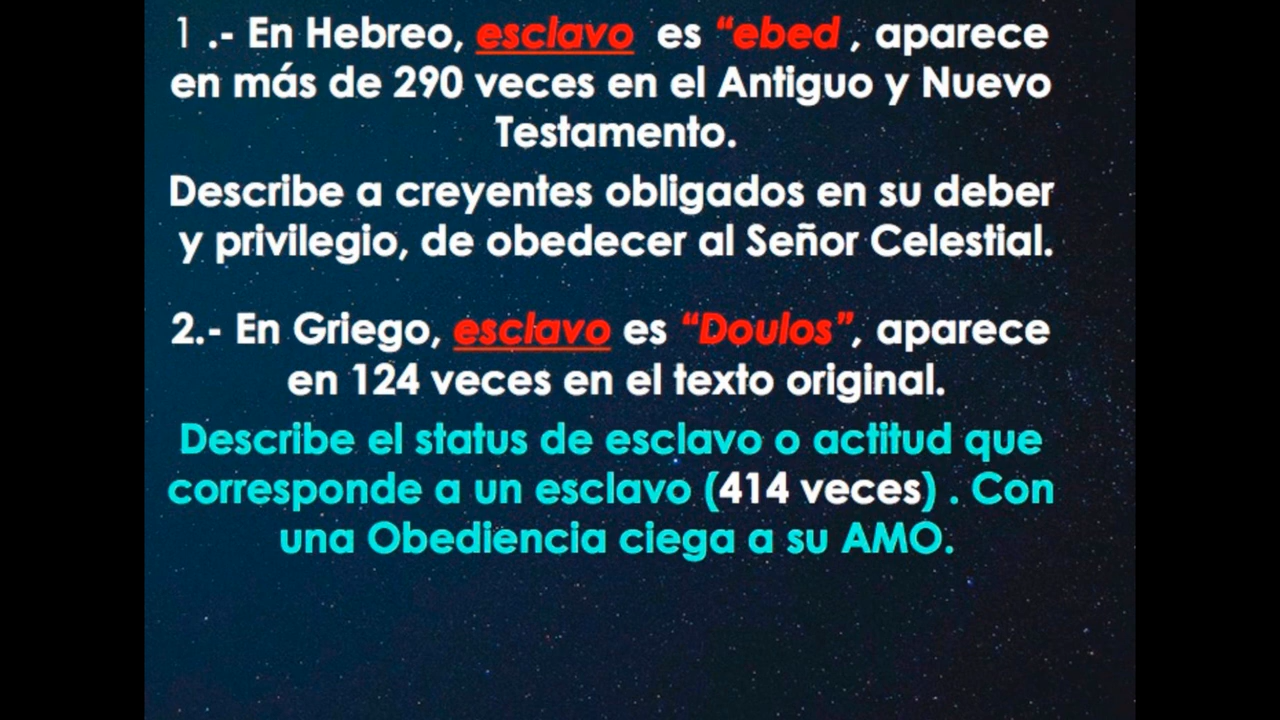 1 .- En Hebreo, esclavo es “ebed , aparece
en más de 290 veces en el Antiguo y Nuevo
Testamento.
Describe a creyentes obligados en su deber
y privilegio, de obedecer al Señor Celestial.
2.- En Griego, esclavo es “Doulos”, aparece
en 124 veces en el texto original.
Describe el status de esclavo o actitud que
corresponde a un esclavo (414 veces) . Con
una Obediencia ciega a su AMO.